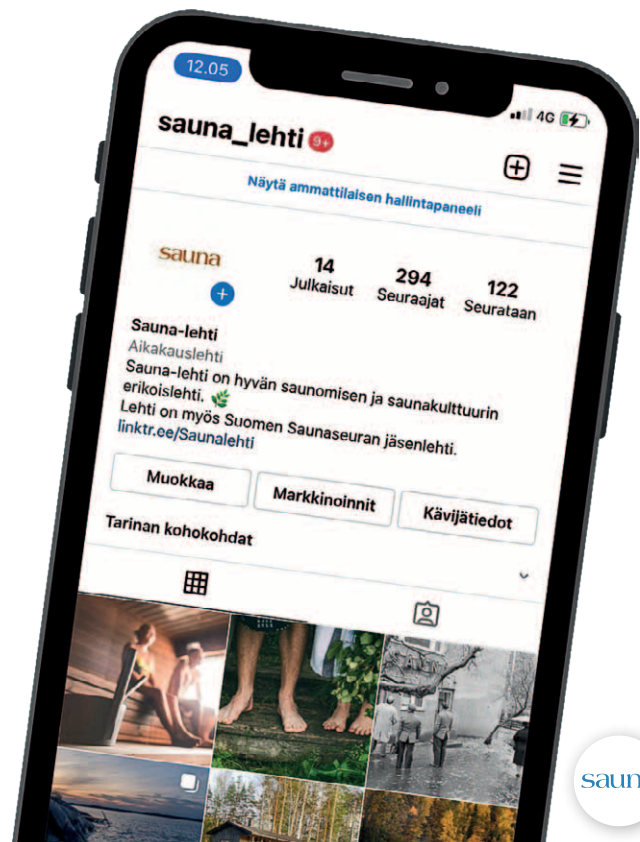 12.05
4G
sauna_lehti 9+
Näytä ammattilaisen hallintapaneeli
sauna
14 294 122
Julkaisut Seuraajat Seurataan
Sauna-lehti
Aikakauslehti
Sauna-lehti on hyvän saunomisen ja saunakulttuurin
erikoislehti. 🌿
Lehti on myös Suomen Saunaseuran jäsenlehti.
linktr.ee/Saunalehti
Muokkaa Markkinoinnit Kävijätiedot
Tarinan kohokohdat
saun